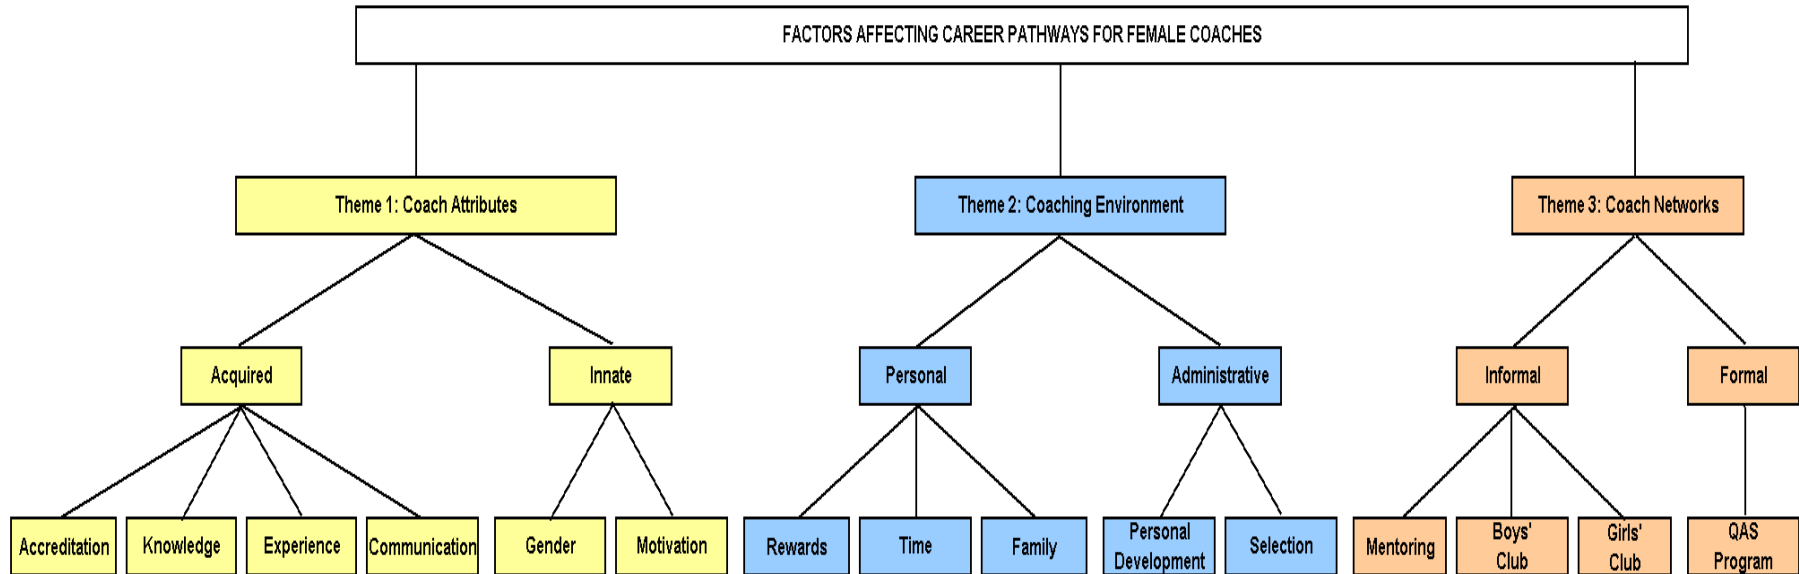 FACTORS AFFECTING CAREER PATHWAYS FOR FEMALE COACHES
Theme 1: Coach Attributes
Theme 2: Coaching Environment
Theme 3: Coach Networks
Acquired
Innate
Personal
Administrative
Informal
Formal
Accreditation
Knowledge
Experience
Communication
Gender
Motivation
Rewards
Time
Family
Personal
Development
Selection
Mentoring
Boys'
Club
Girls'
Club
QAS
Program